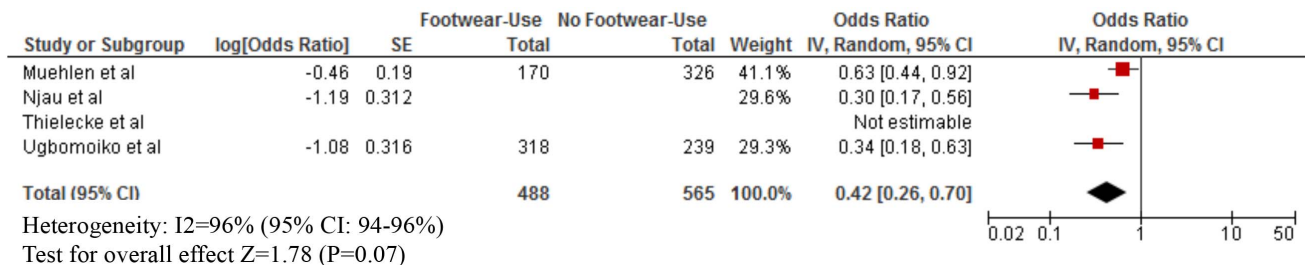 Footwear-Use No Footwear-Use Odds Ratio Odds Ratio
Study or Subgroup log[Odds Ratio] SE Total Total Weight IV, Random, 95% CI IV, Random, 95% CI
Muehlen et al -0.46 0.19 170 326 41.1% 0.63 [0.44, 0.92]
Njau et al -1.19 0.312 29.6% 0.30 [0.17, 0.56]
Thielecke et al Not estimable
Ugbomoiko et al -1.08 0.316 318 239 29.3% 0.34 [0.18, 0.63]
Total (95% CI) 488 565 100.0% 0.42 [0.26, 0.70]
Heterogeneity: I2=96% (95% CI: 94-96%)
0.02 0.1 1 10 50
Test for overall effect Z=1.78 (P=0.07)